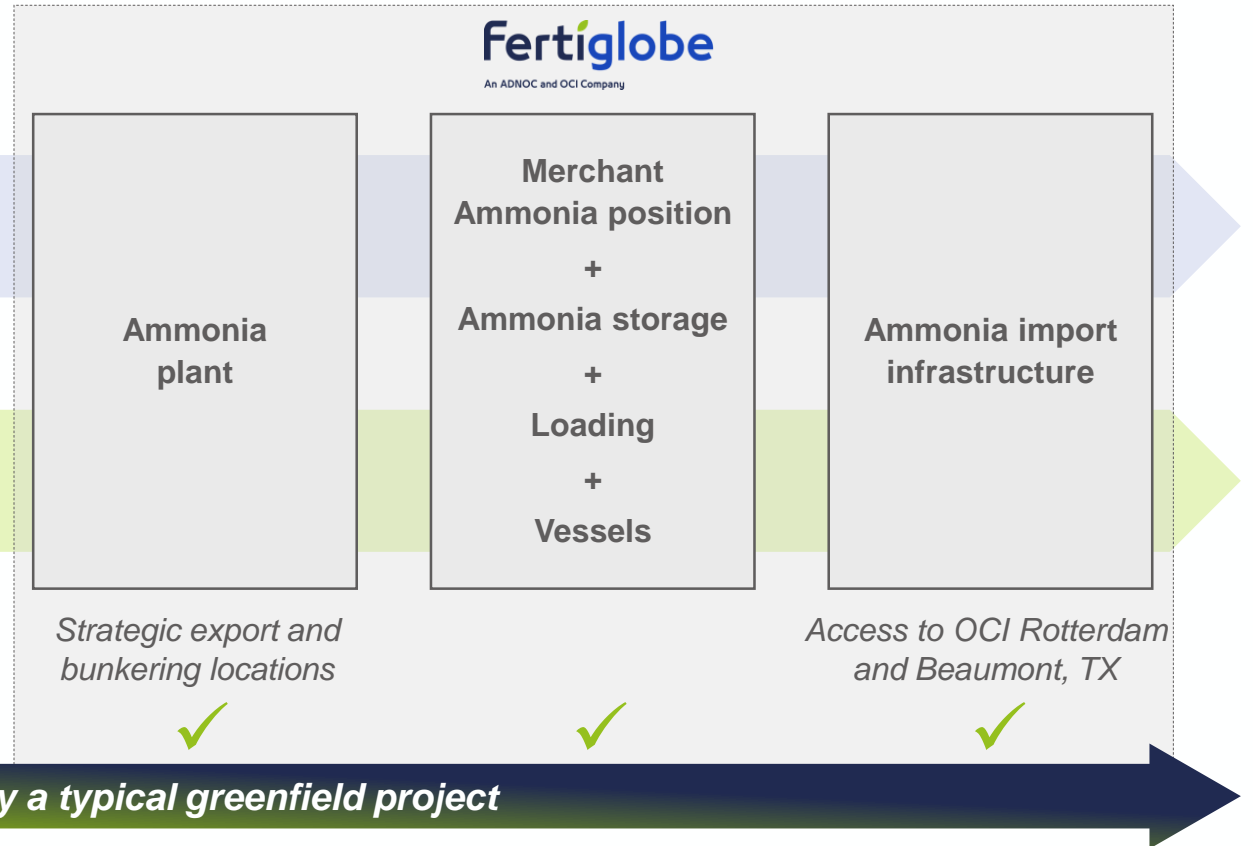 Fertiglobe
An ADNOC and OCI Company
Ammonia
plant
Merchant
Ammonia position
+
Ammonia storage
+
Loading
+
Vessels
Ammonia import
infrastructure
Strategic export and
bunkering locations
Access to OCI Rotterdam
and Beaumont, TX
y a typical greenfield project